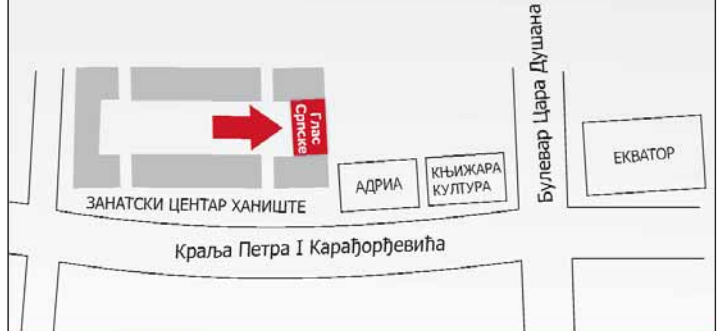 Глас
Српске
Булевар Цара Душана
АДРИА
КЊИЖАРА
КУЛТУРА
ЕКВАТОР
ЗАНАТСКИ ЦЕНТАР ХАНИШТЕ
Краља Петра I Карађорђевића